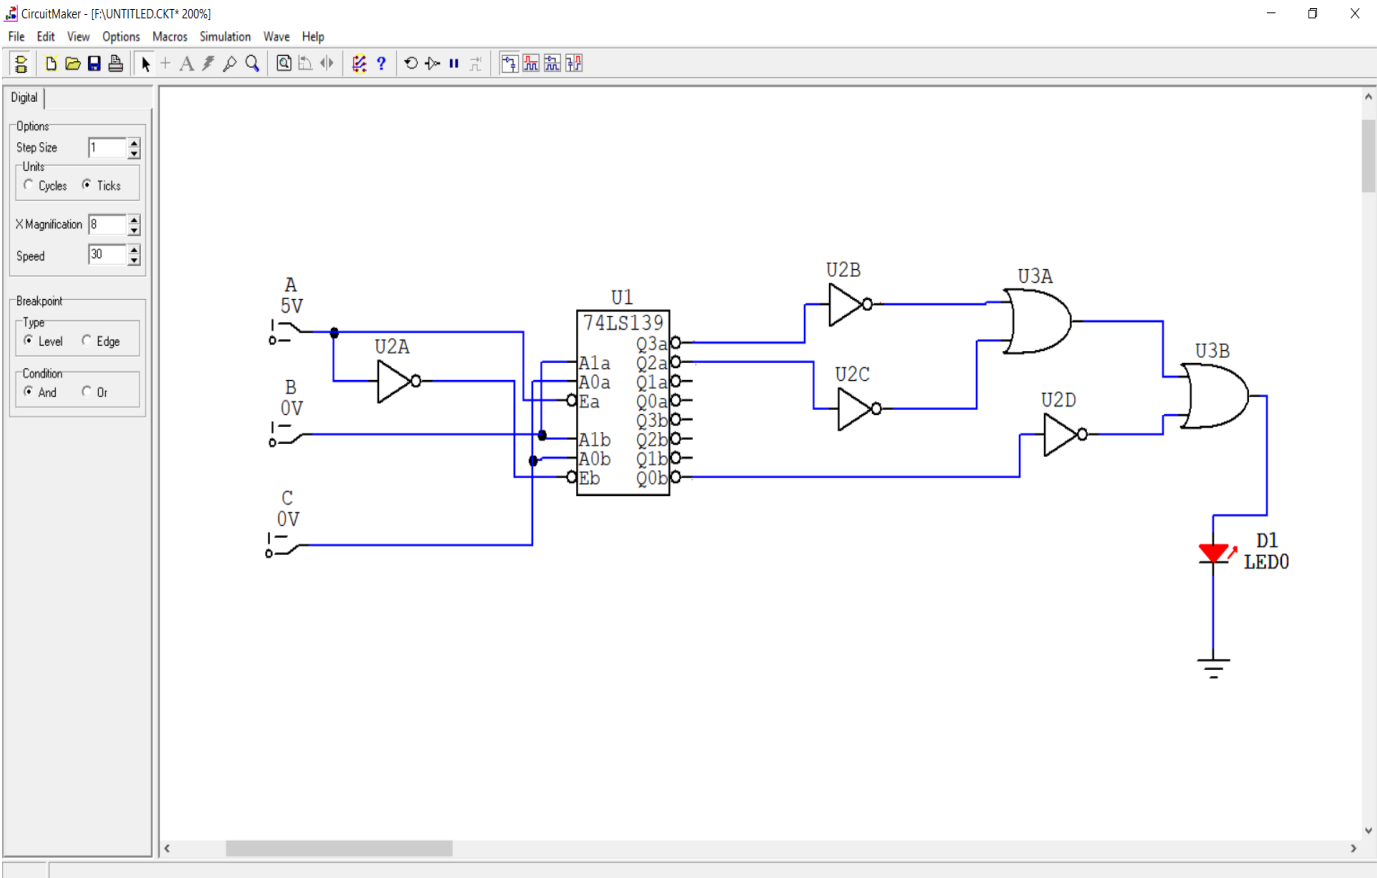 CircuitMaker - [F:\UNTITLED.CKT* 200%]
File Edit View Options Macros Simulation Wave Help
Digital
Options
Step Size 1
Units
Cycles Ticks
X Magnification 8
Speed 30
Breakpoint
Type
Level Edge
Condition
And Or
A
5V
B
0V
C
0V
U2A
U1
74LS139
A1a
A0a
Ea
A1b
A0b
Eb
Q3a
Q2a
Q1a
Q0a
Q3b
Q2b
Q1b
Q0b
U2B
U2C
U3A
U2D
U3B
D1
LED0